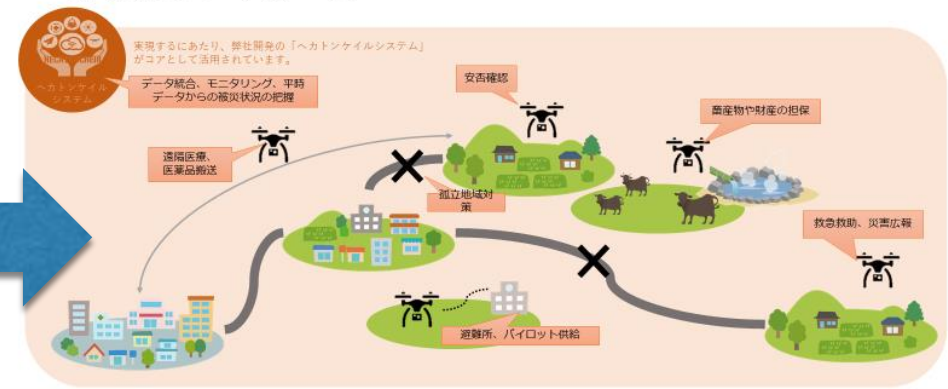 実現するにあたり、弊社開発の「ヘカトンケイルシステム」
がコアとして活用されています。
ヘカトンケイル
システム
データ統合、モニタリング、平時
データからの被災状況の把握
安否確認
畜産物や財産の担保
遠隔医療、
医薬品搬送
孤立地域対
策
救急救助、災害広報
避難所、パイロット供給